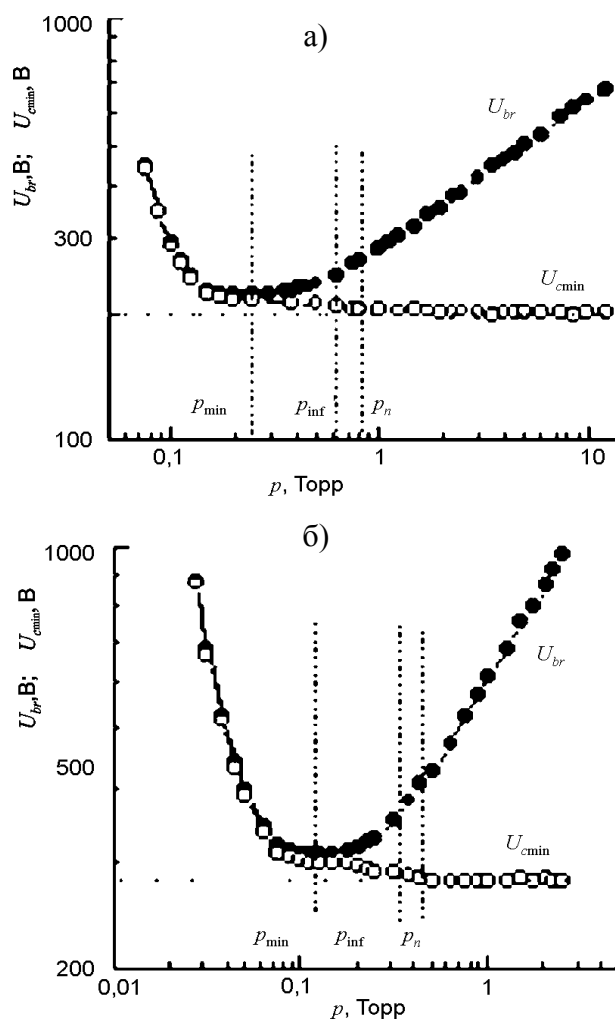 а)
1000
U_br, В; U_cmin, В
U_br
300
U_cmin
p_min p_inf p_n
100
0,1 1 10
p, Торр
б)
1000
U_br, В; U_cmin, В
U_br
500
U_cmin
p_min p_inf p_n
200
0,01 0,1 1
p, Торр